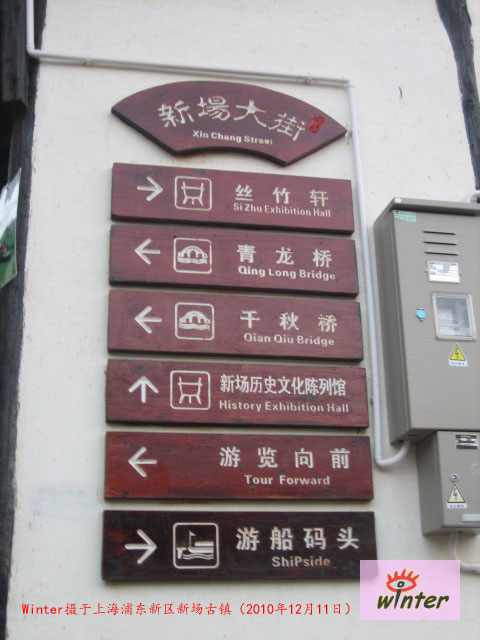 新場大街
Xin Chang Street
丝竹轩
Si Zhu Exhibition Hall
青龙桥
Qing Long Bridge
千秋桥
Qian Qiu Bridge
新场历史文化陈列馆
History Exhibition Hall
游览向前
Tour Forward
游船码头
ShiPside
Winter摄于上海浦东新区新场古镇（2010年12月11日）
winter